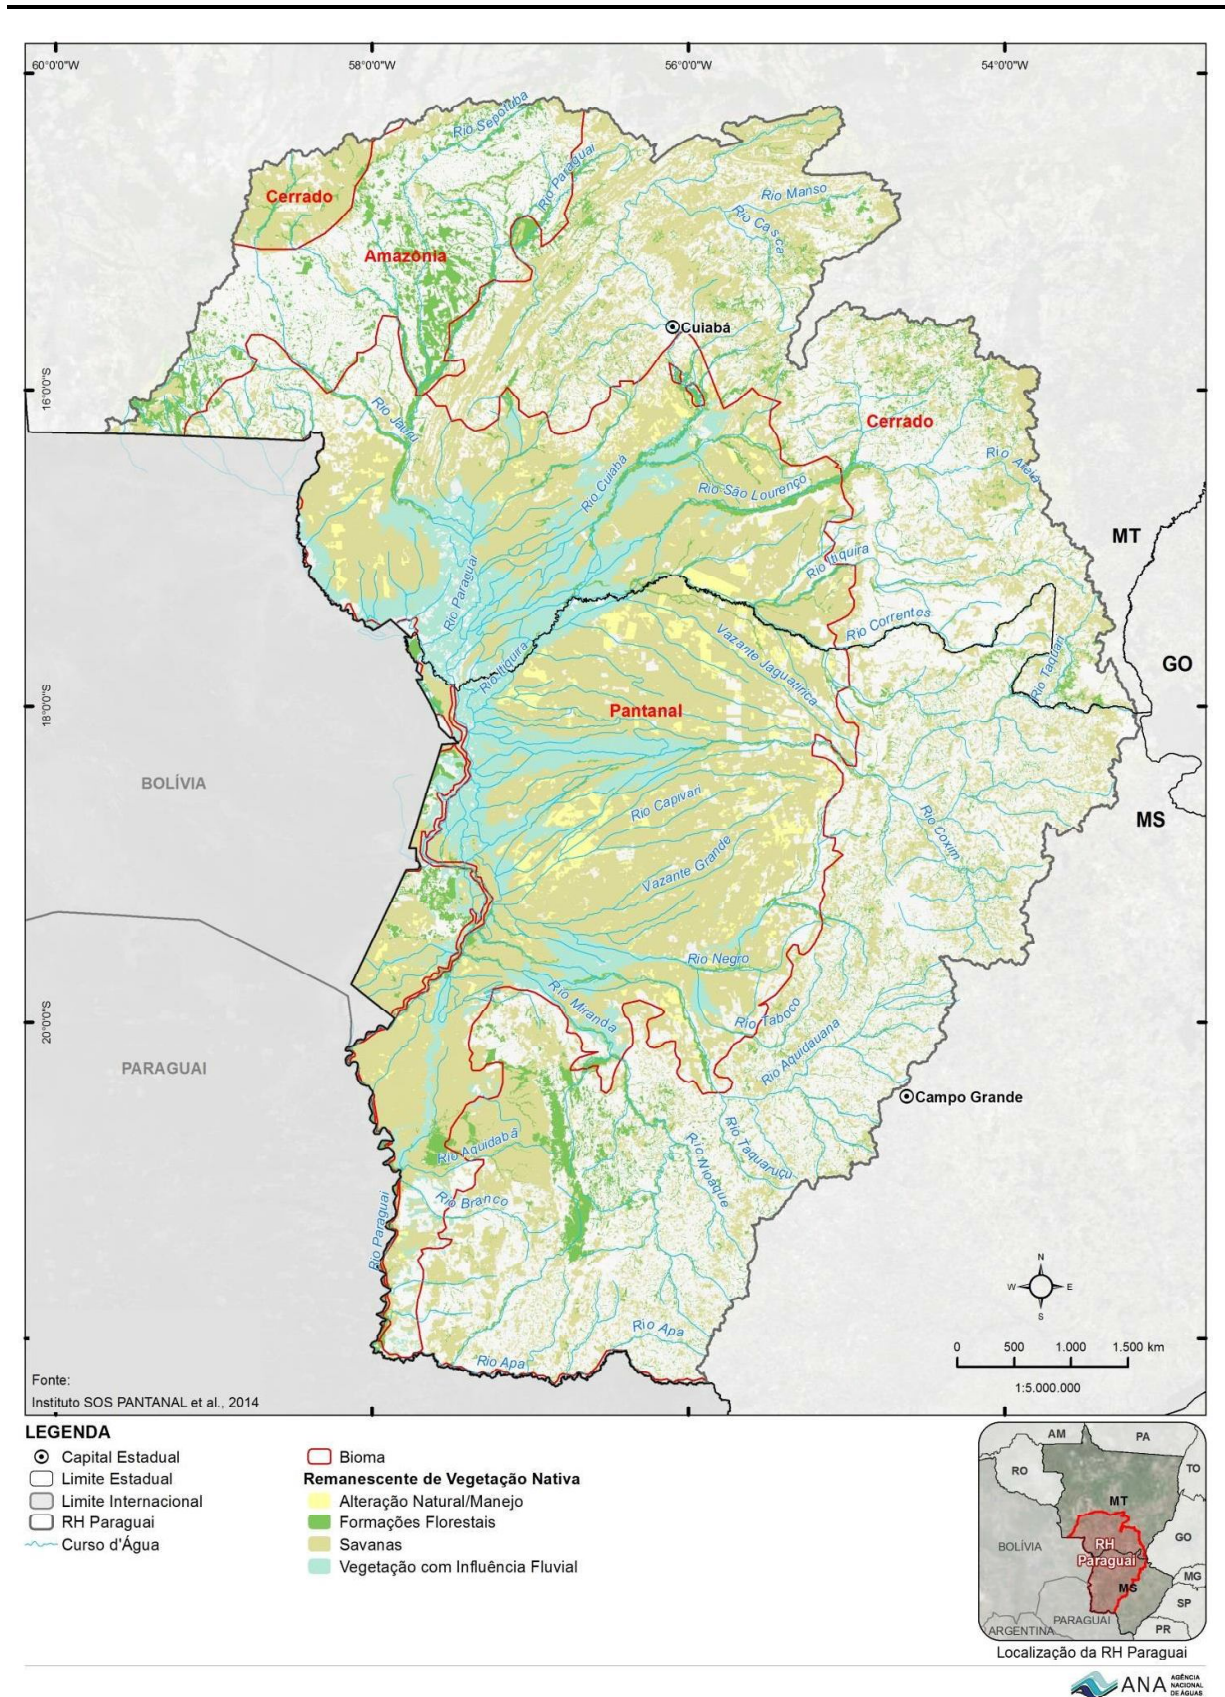 60°0'0"W
58°0'0"W
56°0'0"W
54°0'0"W
Rio Sepotuba
Rio Paraguai
Cerrado
Rio Manso
Rio Casca
Amazônia
Cuiabá
16°0'0"S
Rio Jauru
Cerrado
Rio Cuiabá
Rio São Lourenço
MT
Rio Paraguai
Rio Itiquira
Rio Correntes
Vazante Jaguatirica
Rio Taquari
GO
Rio Itiquira
18°0'0"S
Pantanal
BOLÍVIA
Rio Capivari
Rio Coxim
MS
Vazante Grande
Rio Negro
Rio Miranda
Rio Taboco
20°0'0"S
Rio Aquidauana
PARAGUAI
Campo Grande
Rio Aquidabã
Rio Taquaruçu
Rio Nioaque
Rio Branco
Rio Paraguai
N
W E
S
Rio Apa
Rio Apa
0 500 1.000 1.500 km
1:5.000.000
Fonte:
Instituto SOS PANTANAL et al., 2014
LEGENDA
Capital Estadual
Limite Estadual
Limite Internacional
RH Paraguai
Curso d'Água
Bioma
Remanescente de Vegetação Nativa
Alteração Natural/Manejo
Formações Florestais
Savanas
Vegetação com Influência Fluvial
AM
PA
RO
TO
MT
GO
BOLÍVIA
RH
Paraguai
MG
MS
SP
PARAGUAI
ARGENTINA
PR
Localização da RH Paraguai
ANA AGÊNCIA
NACIONAL
DE ÁGUAS